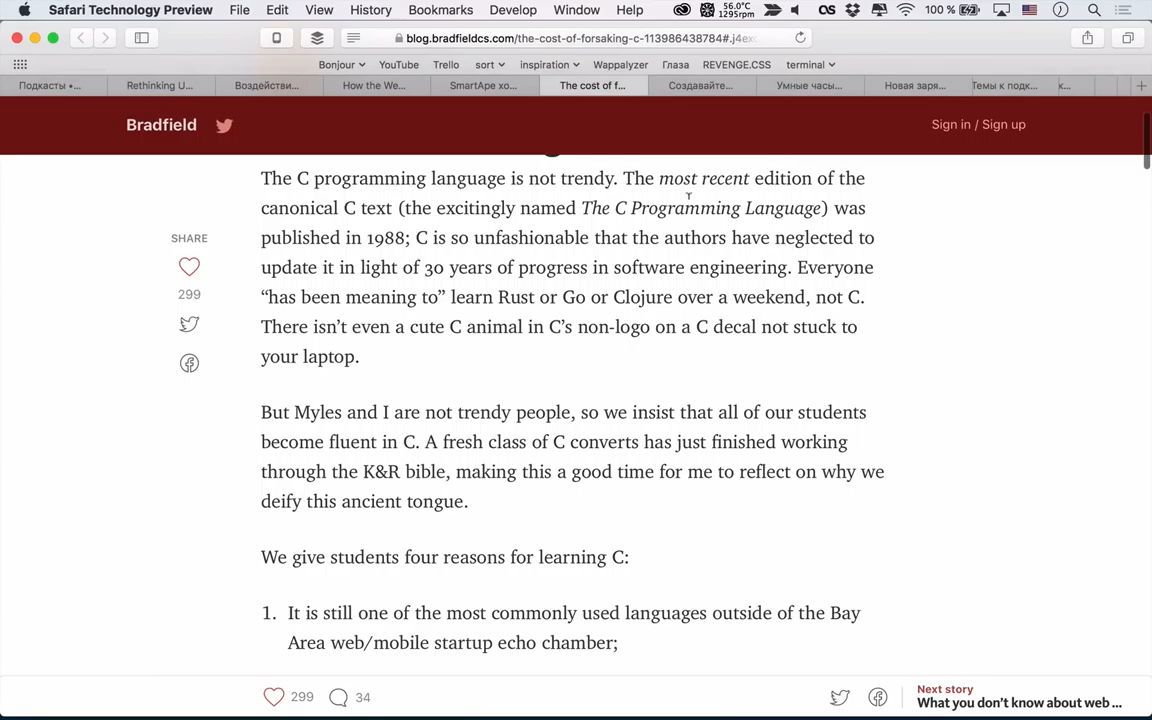 Safari Technology Preview File Edit View History Bookmarks Develop Window Help 56.0°C 1295rpm 100 %
blog.bradfieldcs.com/the-cost-of-forsaking-c-113986438784#.j4ex
Bonjour YouTube Trello sort inspiration Wappalyzer Глаза REVENGE.CSS terminal
Подкасты •... Rethinking U... Воздействи... How the We... SmartApe хо... The cost of f... Создавайте... Умные часы... Новая заря... Темы к подк... к...
Bradfield
Sign in / Sign up
The C programming language is not trendy. The most recent edition of the
canonical C text (the excitingly named The C Programming Language) was
published in 1988; C is so unfashionable that the authors have neglected to
update it in light of 30 years of progress in software engineering. Everyone
“has been meaning to” learn Rust or Go or Clojure over a weekend, not C.
There isn’t even a cute C animal in C’s non-logo on a C decal not stuck to
your laptop.
SHARE
299
But Myles and I are not trendy people, so we insist that all of our students
become fluent in C. A fresh class of C converts has just finished working
through the K&R bible, making this a good time for me to reflect on why we
deify this ancient tongue.
We give students four reasons for learning C:
1. It is still one of the most commonly used languages outside of the Bay
Area web/mobile startup echo chamber;
299 34
Next story
What you don’t know about web ...